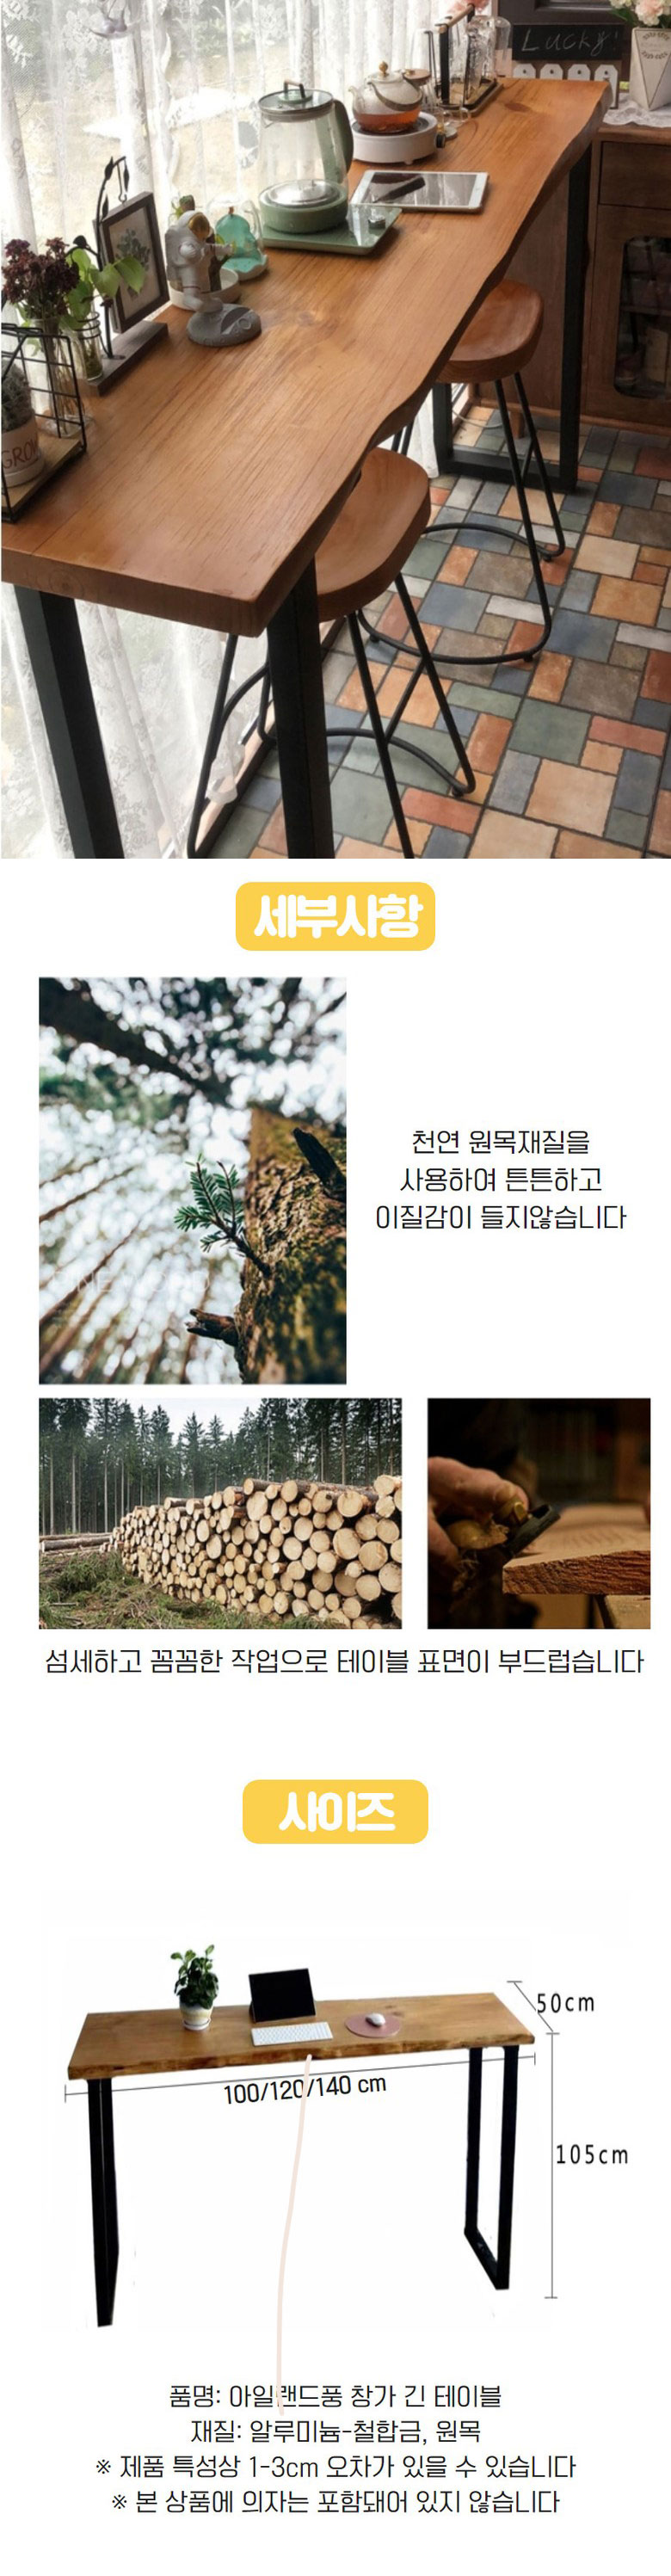 Lucky!
GROW
세부사항
천연 원목재질을
사용하여 튼튼하고
이질감이 들지않습니다
섬세하고 꼼꼼한 작업으로 테이블 표면이 부드럽습니다
사이즈
50cm
100/120/140 cm
105cm
품명: 아일랜드풍 창가 긴 테이블
재질: 알루미늄-철합금, 원목
※ 제품 특성상 1-3cm 오차가 있을 수 있습니다
※ 본 상품에 의자는 포함돼어 있지 않습니다